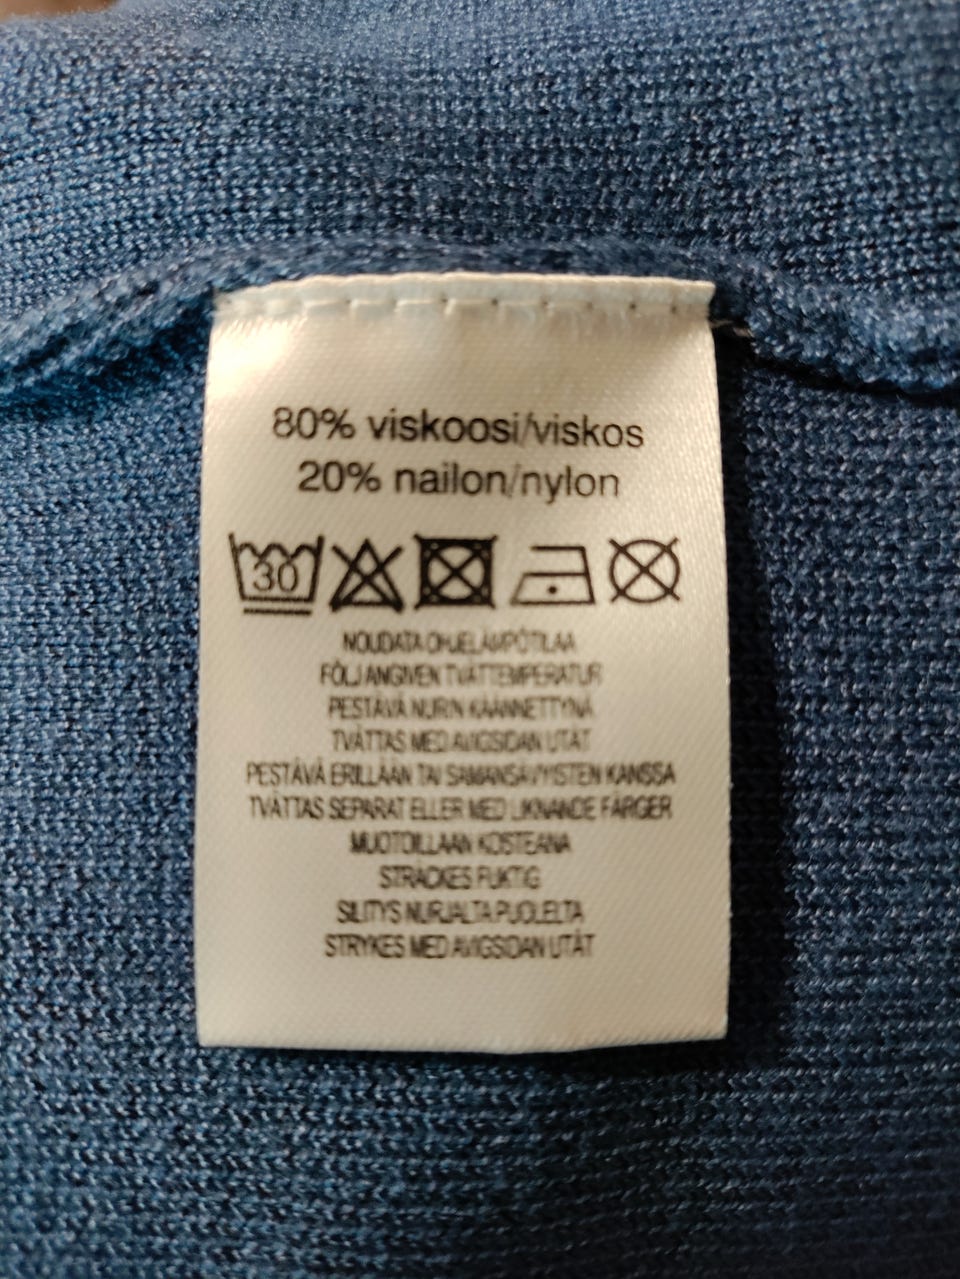 80% viskoosi/viskos
20% nailon/nylon
30
NOUDATA OHJELÄMPÖTILAA
FÖLJ ANGIVEN TVÄTTEMPERATUR
PESTÄVÄ NURIN KÄÄNNETTYNÄ
TVÄTTAS MED AVIGSIDAN UTÅT
PESTÄVÄ ERILLÄÄN TAI SAMANSÄVYISTEN KANSSA
TVÄTTAS SEPARAT ELLER MED LIKNANDE FÄRGER
MUOTOILLAAN KOSTEANA
STRÄCKES FUKTIG
SILITYS NURJALTA PUOLELTA
STRYKES MED AVIGSIDAN UTÅT